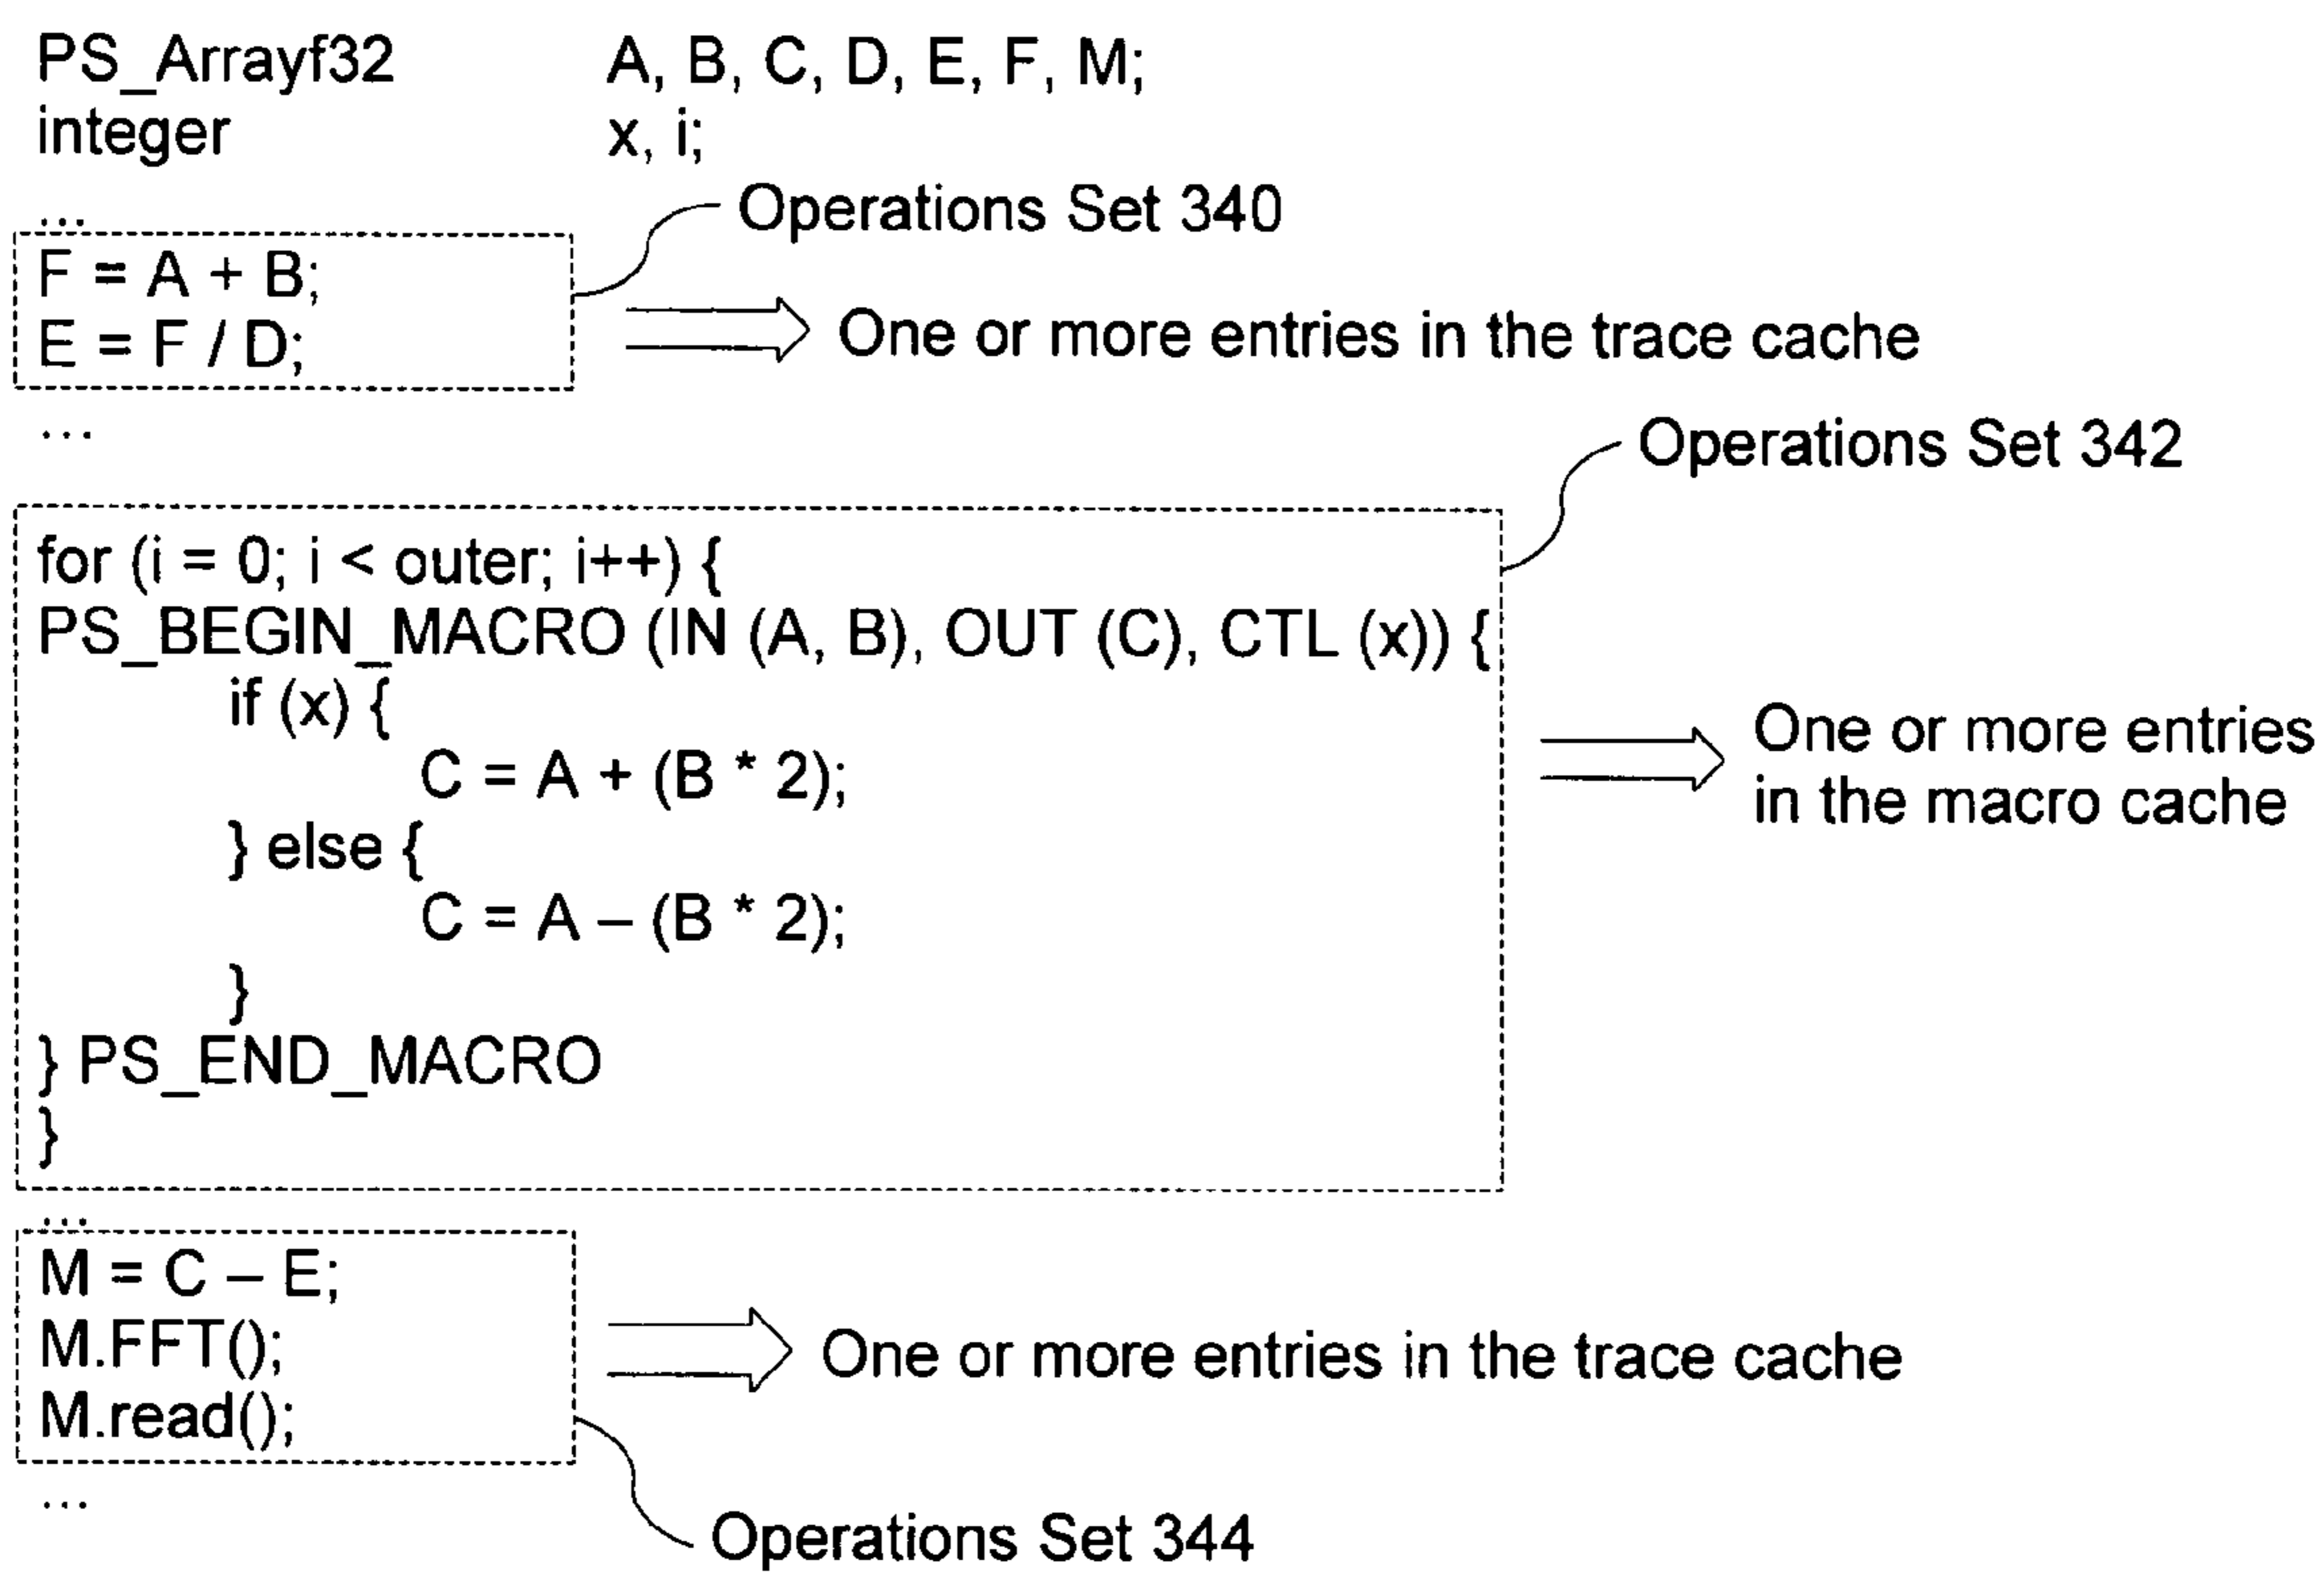 PS_Arrayf32 A, B, C, D, E, F, M;
integer x, i;
...
Operations Set 340
F = A + B;
E = F / D;
One or more entries in the trace cache
...
Operations Set 342
for (i = 0; i < outer; i++) {
PS_BEGIN_MACRO (IN (A, B), OUT (C), CTL (x)) {
if (x) {
C = A + (B * 2);
} else {
C = A – (B * 2);
}
} PS_END_MACRO
}
One or more entries
in the macro cache
...
M = C – E;
M.FFT();
M.read();
One or more entries in the trace cache
...
Operations Set 344